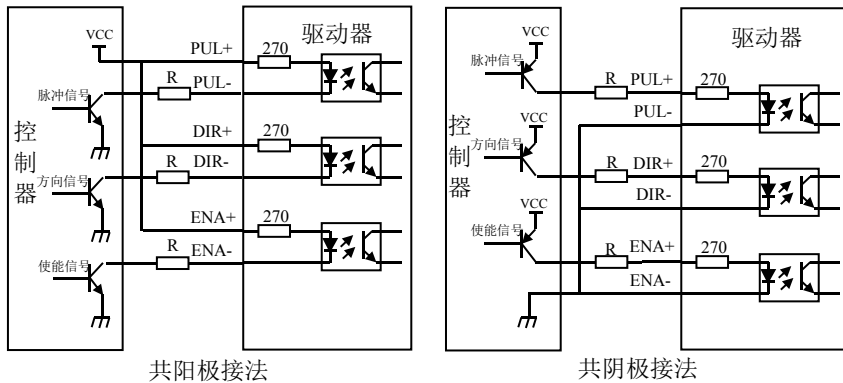 VCC
PUL+
270
驱动器
脉冲信号
R
PUL-
DIR+
270
控制器
方向信号
R
DIR-
ENA+
270
使能信号
R
ENA-
共阳极接法
VCC
驱动器
脉冲信号
R
PUL+
270
PUL-
VCC
控制器
方向信号
R
DIR+
270
DIR-
VCC
使能信号
R
ENA+
270
ENA-
共阴极接法